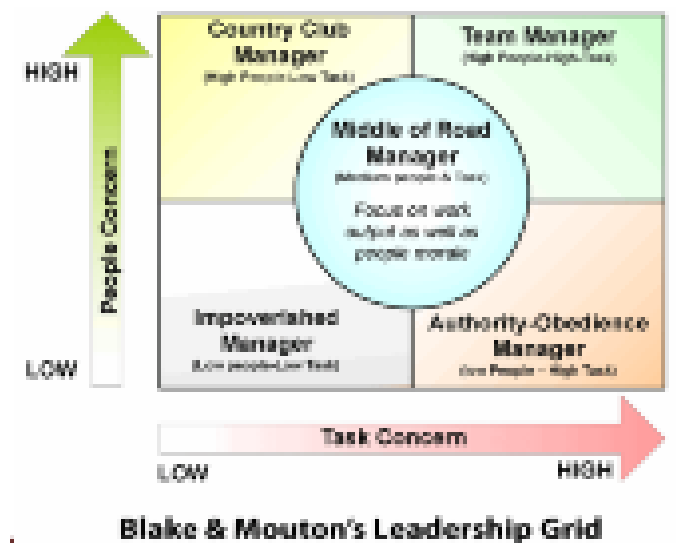 Country Club
Manager
(High People-Low Task)
Team Manager
(High People-High-Task)
HIGH
Middle of Road
Manager
(Medium people & Task)
Focus on work
output as well as
people morale
People Concern
Impoverished
Manager
(Low people-Low Task)
Authority-Obedience
Manager
(low People - High Task)
LOW
Task Concern
LOW
HIGH
Blake & Mouton's Leadership Grid